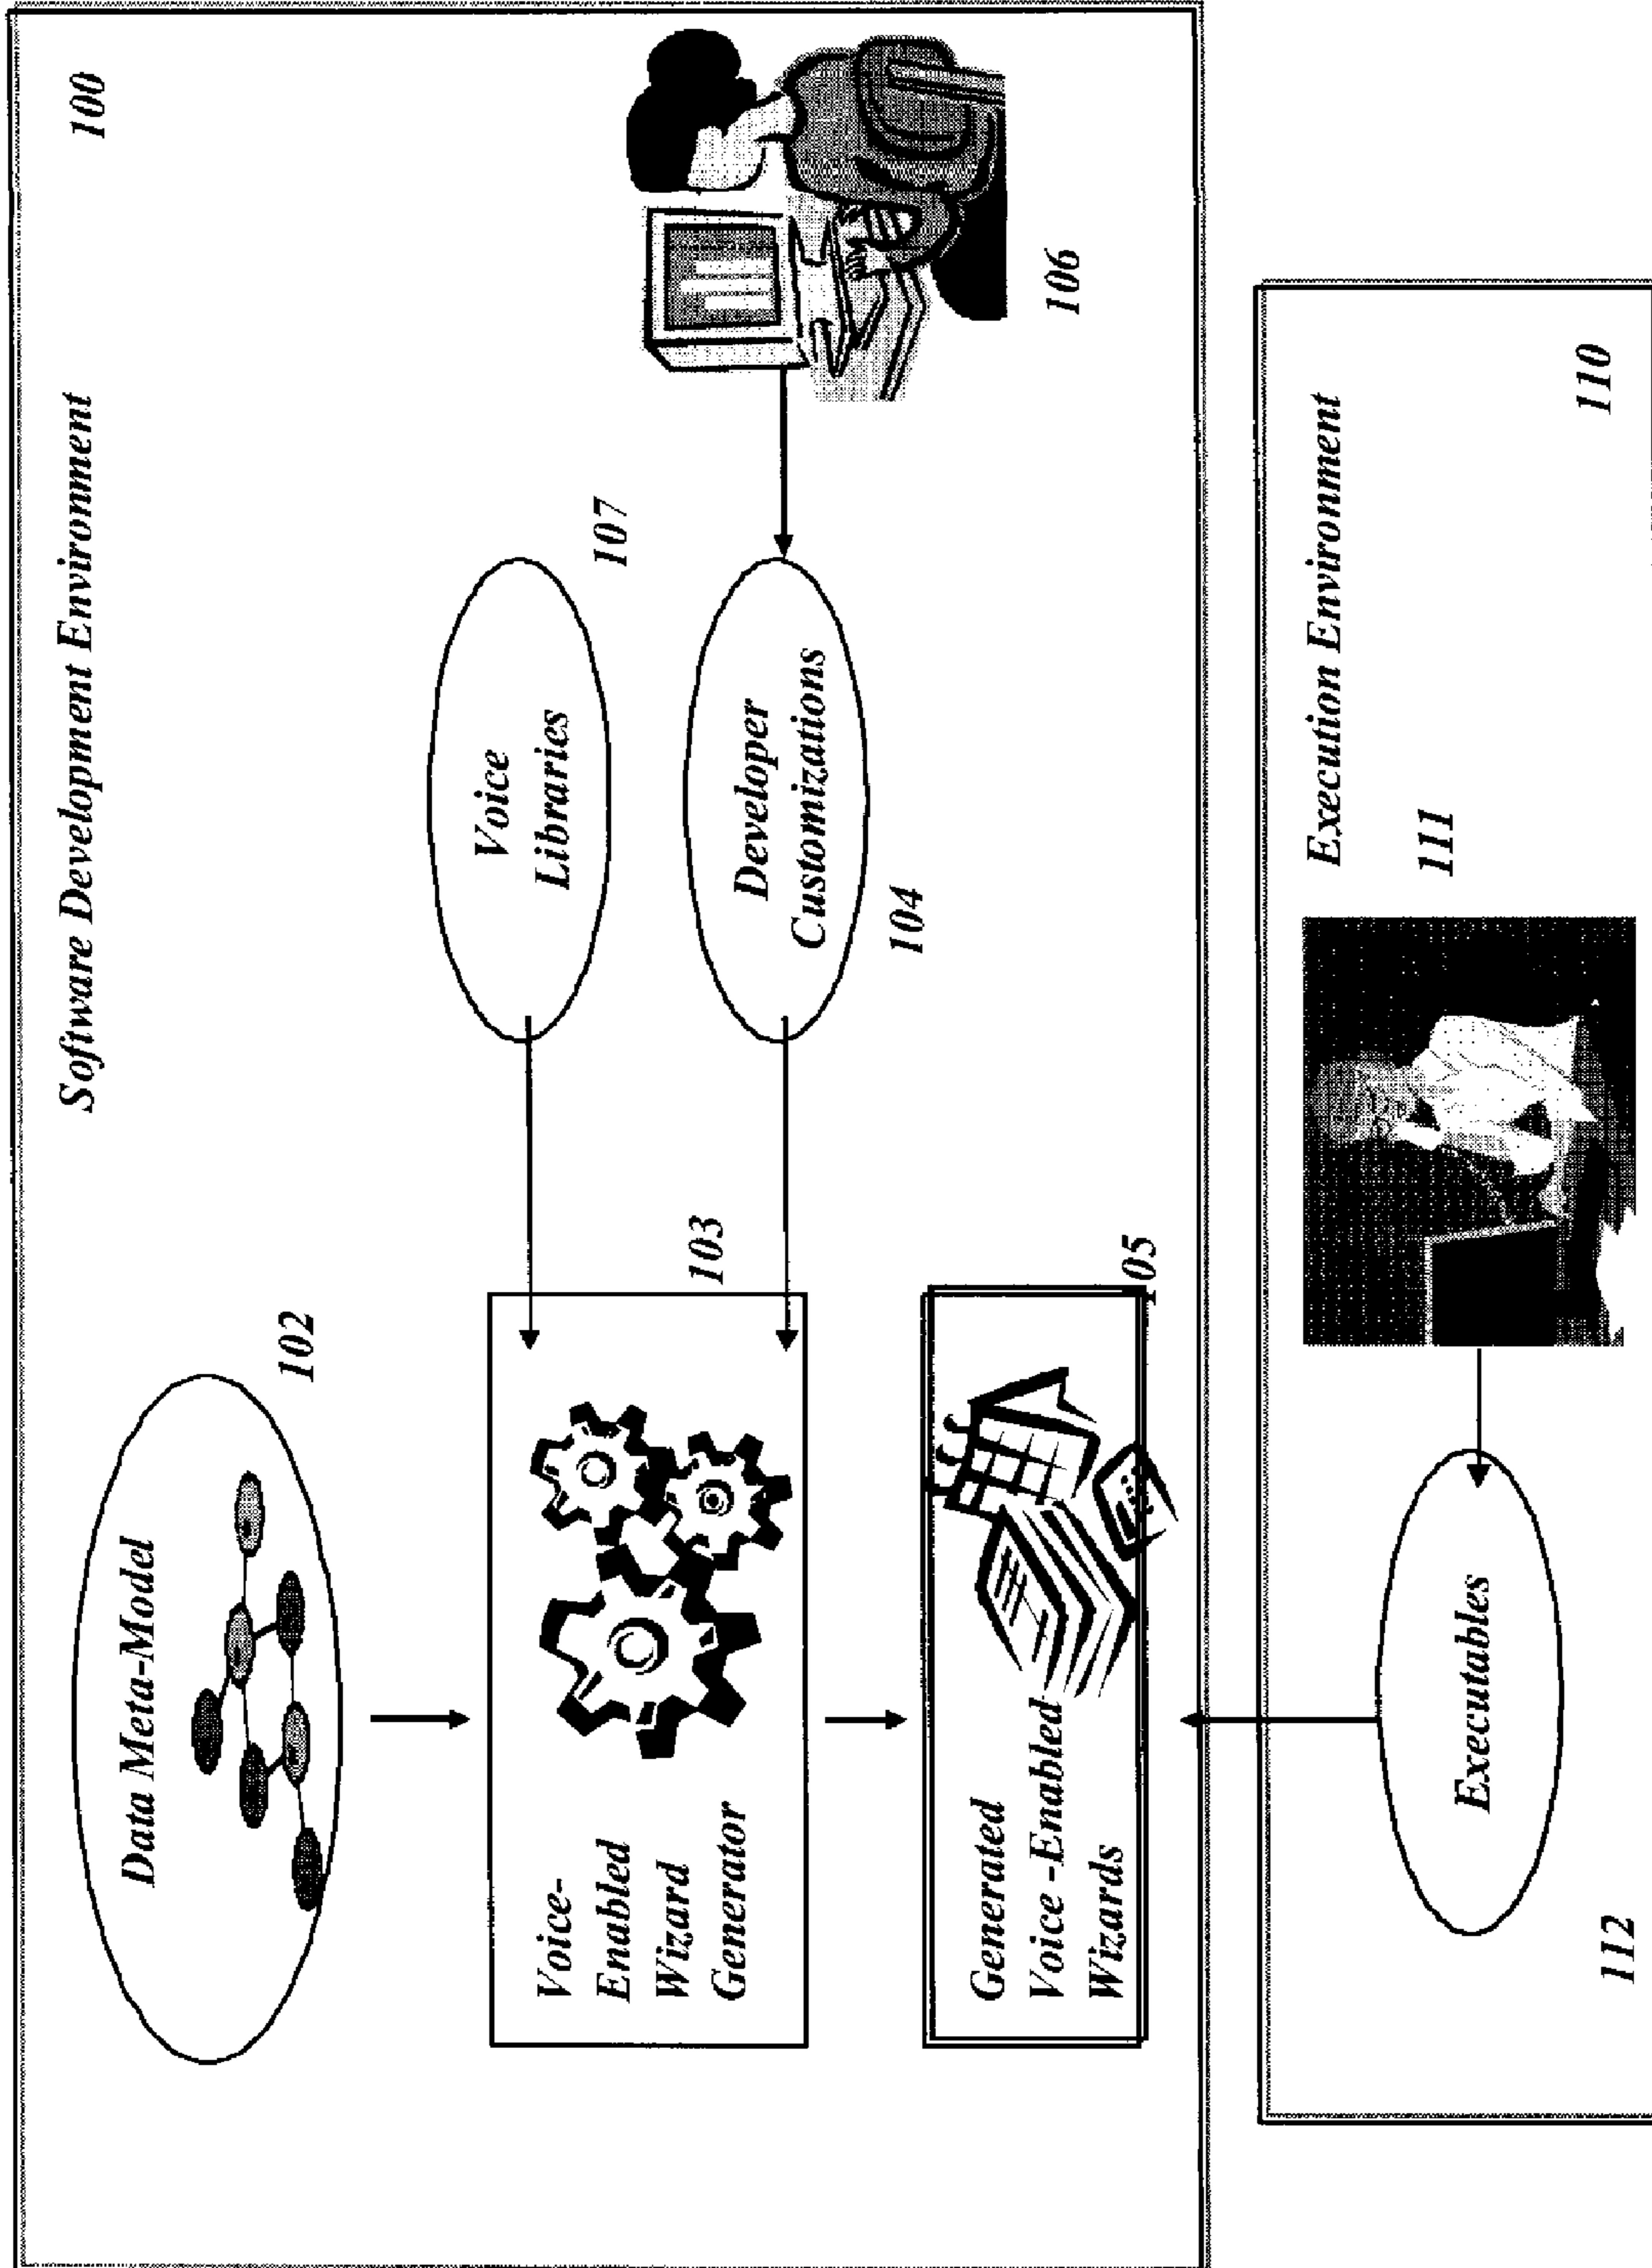 Software Development Environment
100
Data Meta-Model
102
Voice
Libraries
107
Voice-
Enabled
Wizard
Generator
103
Developer
Customizations
104
106
Generated
Voice -Enabled
Wizards
105
Execution Environment
111
Executables
112
110